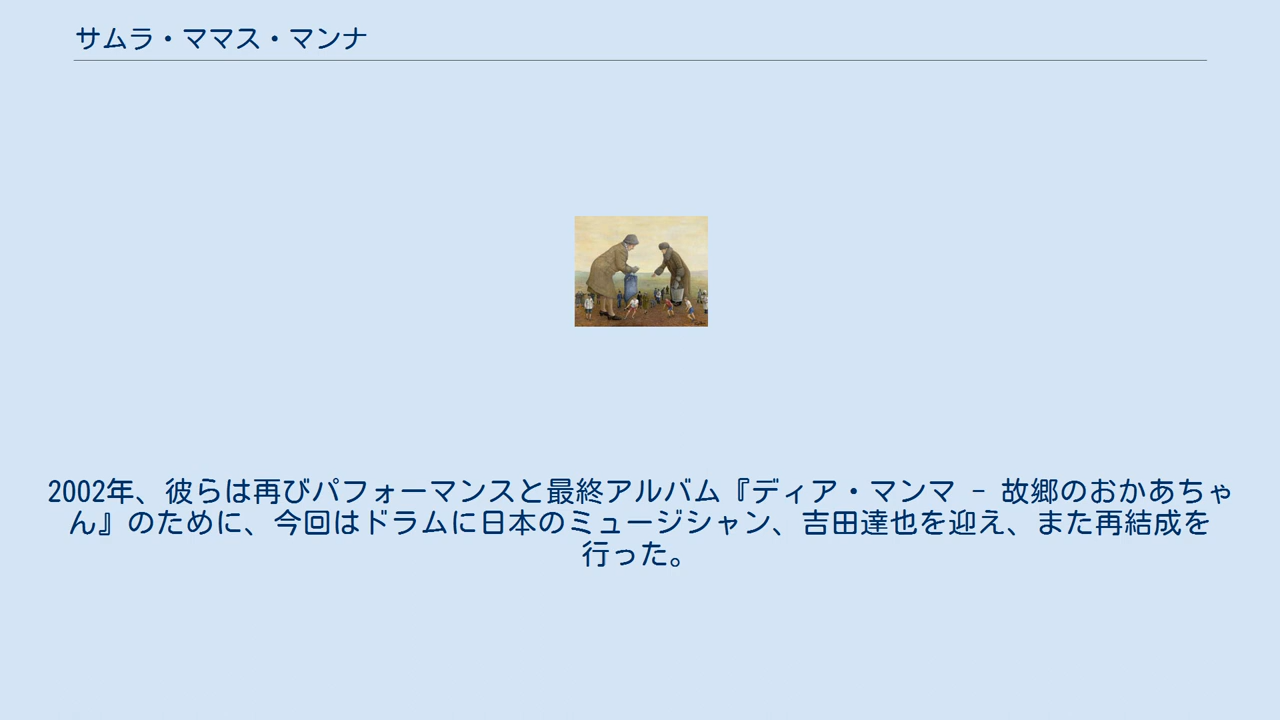 サムラ・ママス・マンナ
2002年、彼らは再びパフォーマンスと最終アルバム『ディア・マンマ - 故郷のおかあちゃ
ん』のために、今回はドラムに日本のミュージシャン、吉田達也を迎え、また再結成を
行った。